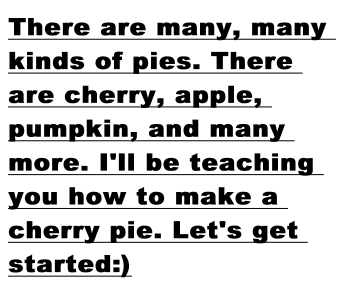 There are many, many
kinds of pies. There
are cherry, apple,
pumpkin, and many
more. I'll be teaching
you how to make a
cherry pie. Let's get
started:)